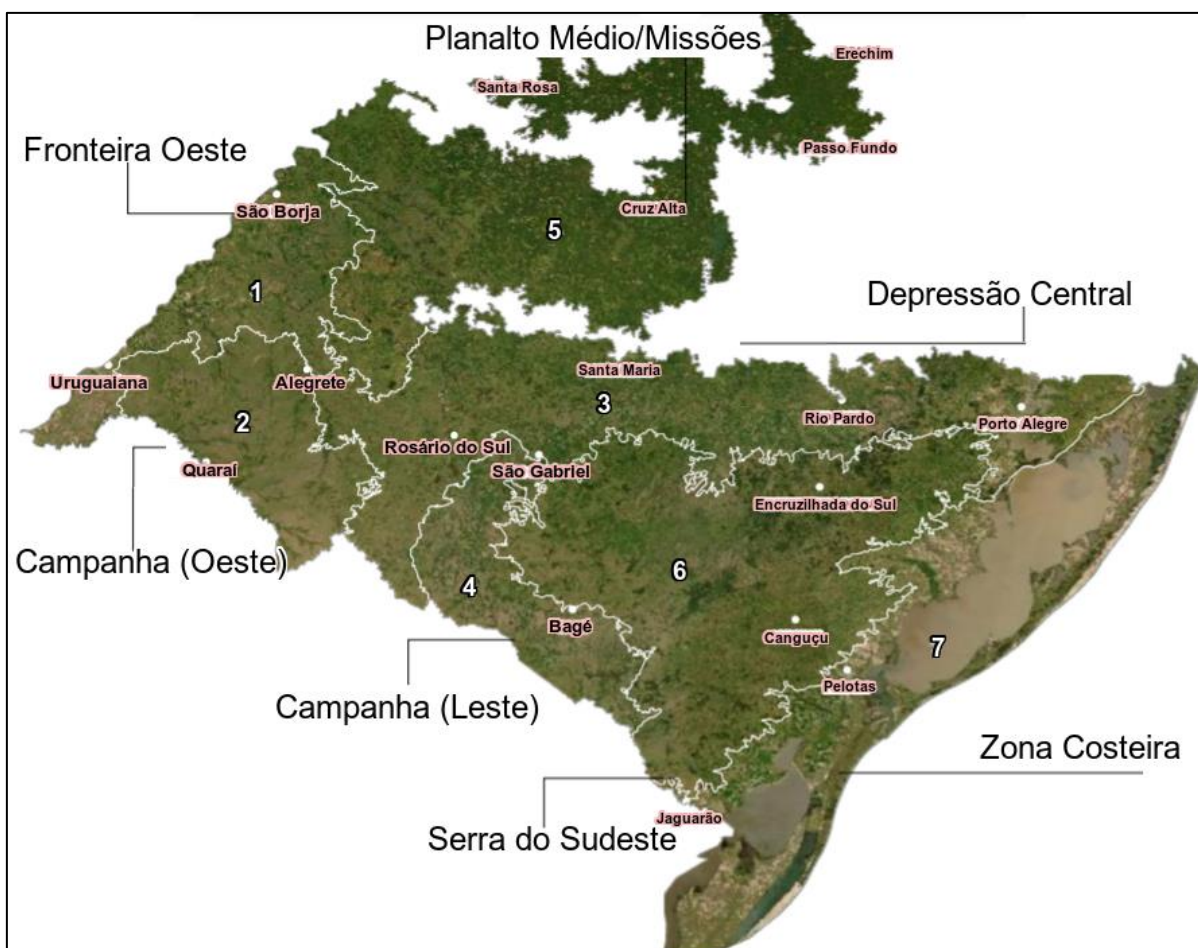 Planalto Médio/Missões
Erechim
Santa Rosa
Fronteira Oeste
Passo Fundo
São Borja
Cruz Alta
5
1
Depressão Central
Uruguaiana
Alegrete
Santa Maria
3
Rio Pardo
2
Porto Alegre
Rosário do Sul
Quaraí
São Gabriel
Encruzilhada do Sul
Campanha (Oeste)
6
4
Bagé
Canguçu
7
Pelotas
Campanha (Leste)
Zona Costeira
Jaguarão
Serra do Sudeste